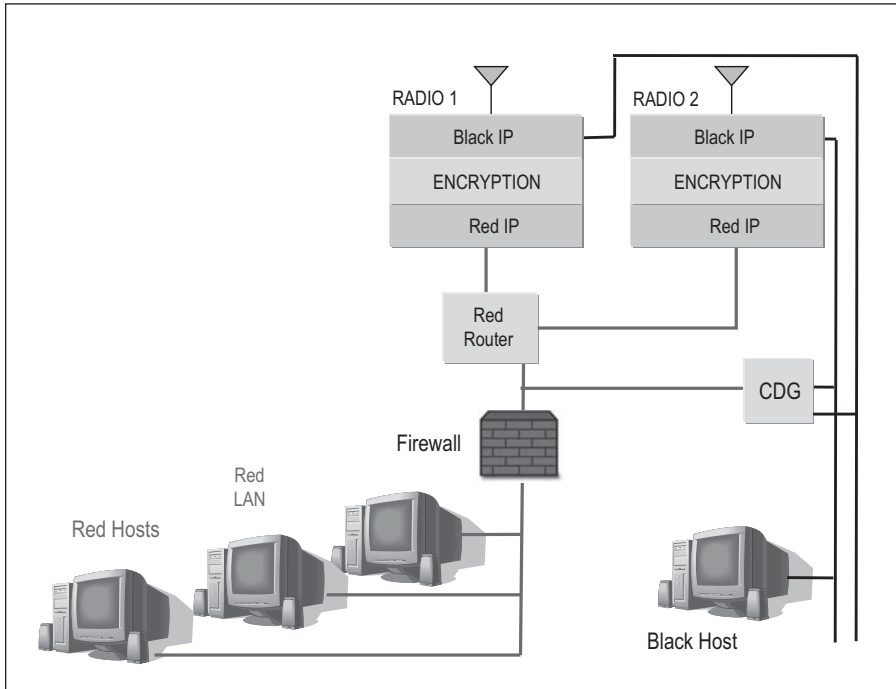 RADIO 1
RADIO 2
Black IP
Black IP
ENCRYPTION
ENCRYPTION
Red IP
Red IP
Red
Router
CDG
Firewall
Red
LAN
Red Hosts
Black Host